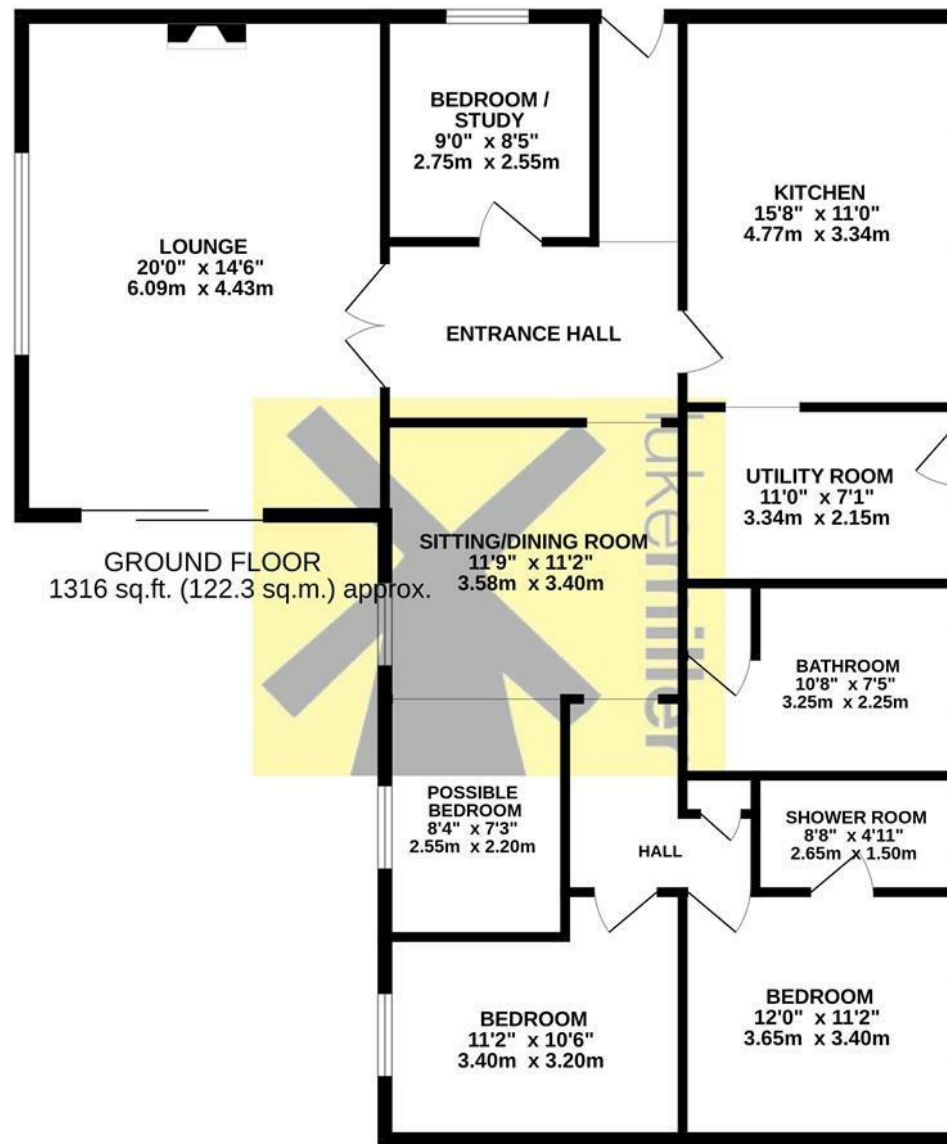 BEDROOM /
STUDY
9'0" x 8'5"
2.75m x 2.55m
KITCHEN
15'8" x 11'0"
4.77m x 3.34m
LOUNGE
20'0" x 14'6"
6.09m x 4.43m
ENTRANCE HALL
UTILITY ROOM
11'0" x 7'1"
3.34m x 2.15m
SITTING/DINING ROOM
11'9" x 11'2"
3.58m x 3.40m
GROUND FLOOR
1316 sq.ft. (122.3 sq.m.) approx.
lukemiller
BATHROOM
10'8" x 7'5"
3.25m x 2.25m
POSSIBLE
BEDROOM
8'4" x 7'3"
2.55m x 2.20m
SHOWER ROOM
8'8" x 4'11"
2.65m x 1.50m
HALL
BEDROOM
11'2" x 10'6"
3.40m x 3.20m
BEDROOM
12'0" x 11'2"
3.65m x 3.40m